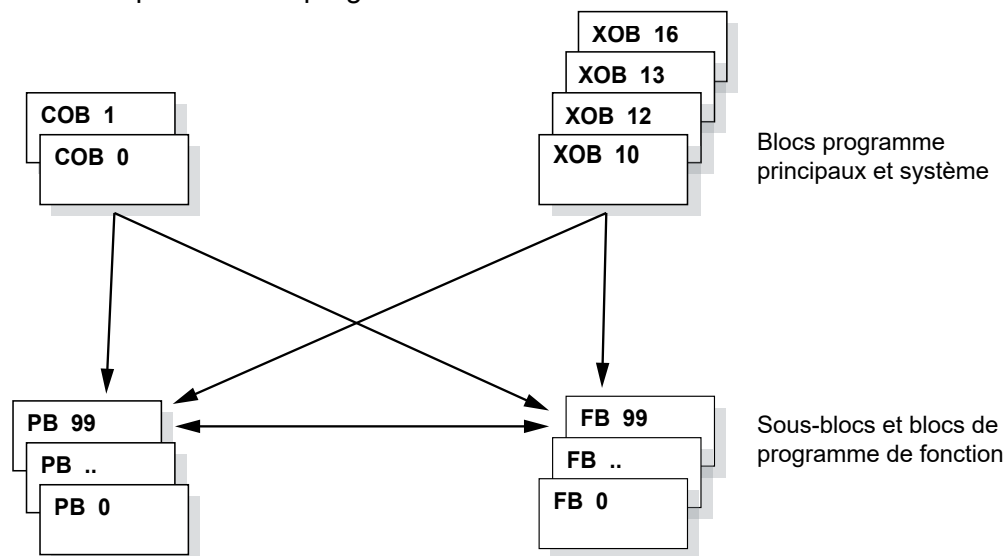 XOB 16
XOB 13
XOB 12
XOB 10
COB 1
COB 0
Blocs programme
principaux et système
PB 99
PB ..
PB 0
FB 99
FB ..
FB 0
Sous-blocs et blocs de
programme de fonction